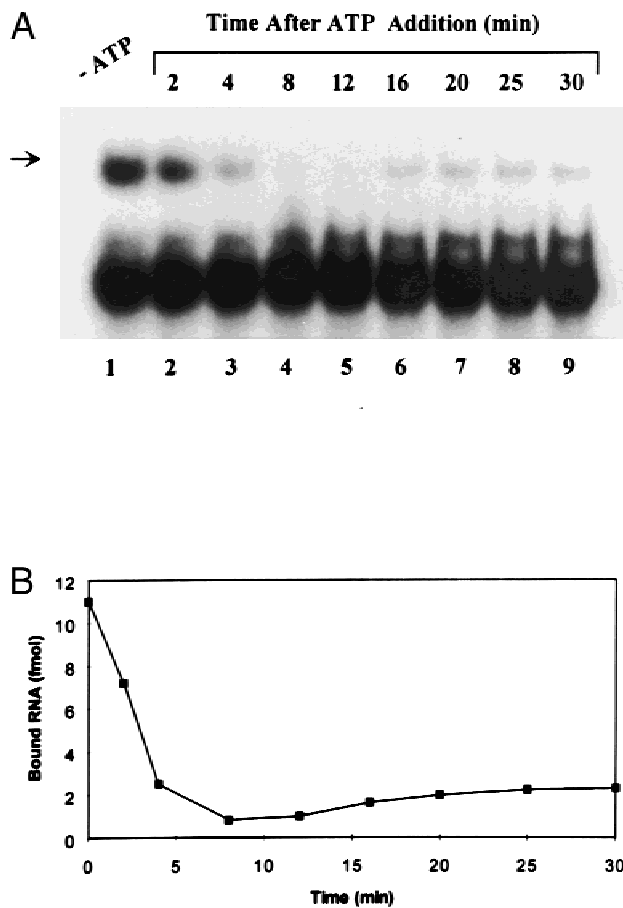 A
Time After ATP Addition (min)
- ATP
2 4 8 12 16 20 25 30
1 2 3 4 5 6 7 8 9
B
12
10
8
6
4
2
0
Bound RNA (fmol)
0 5 10 15 20 25 30
Time (min)